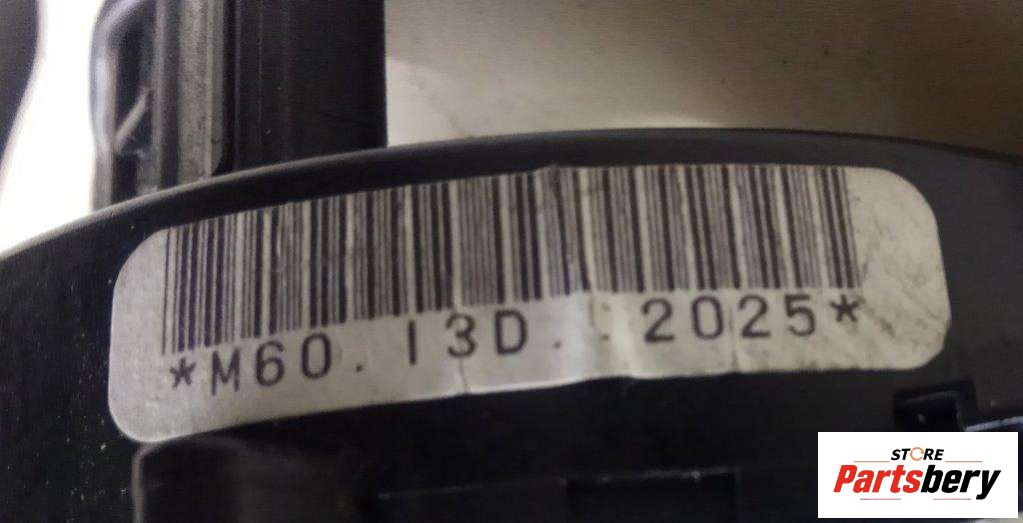 *M60. I3D.. 2025*
STORE
Partsbery